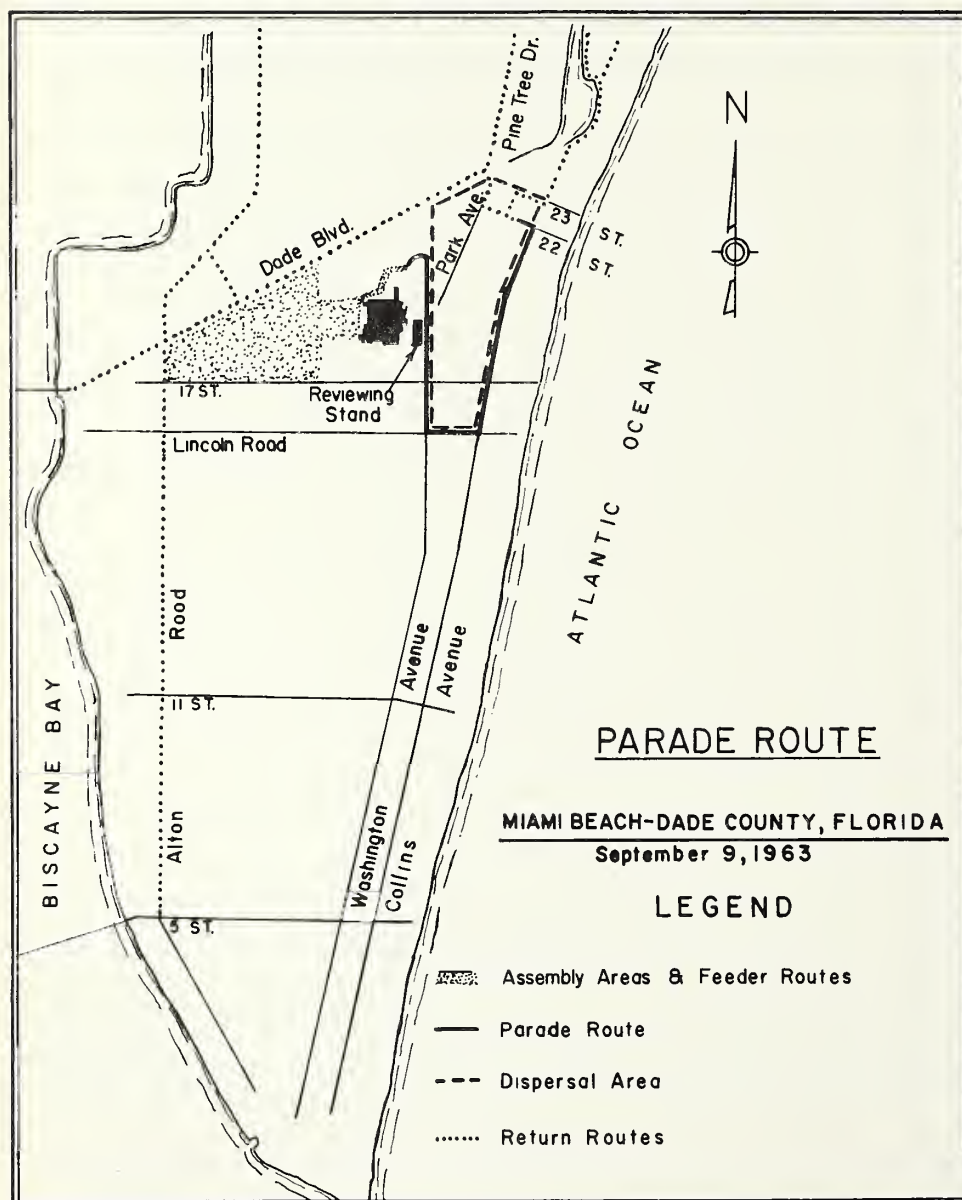 Pine Tree Dr.
N
Park Ave.
23 ST.
22 ST.
Dade Blvd.
17 ST.
Reviewing
Stand
Lincoln Road
ATLANTIC OCEAN
Alton Road
Washington Avenue
Collins Avenue
11 ST.
BISCAYNE BAY
5 ST.
PARADE ROUTE
MIAMI BEACH-DADE COUNTY, FLORIDA
September 9, 1963
LEGEND
Assembly Areas & Feeder Routes
Parade Route
Dispersal Area
Return Routes